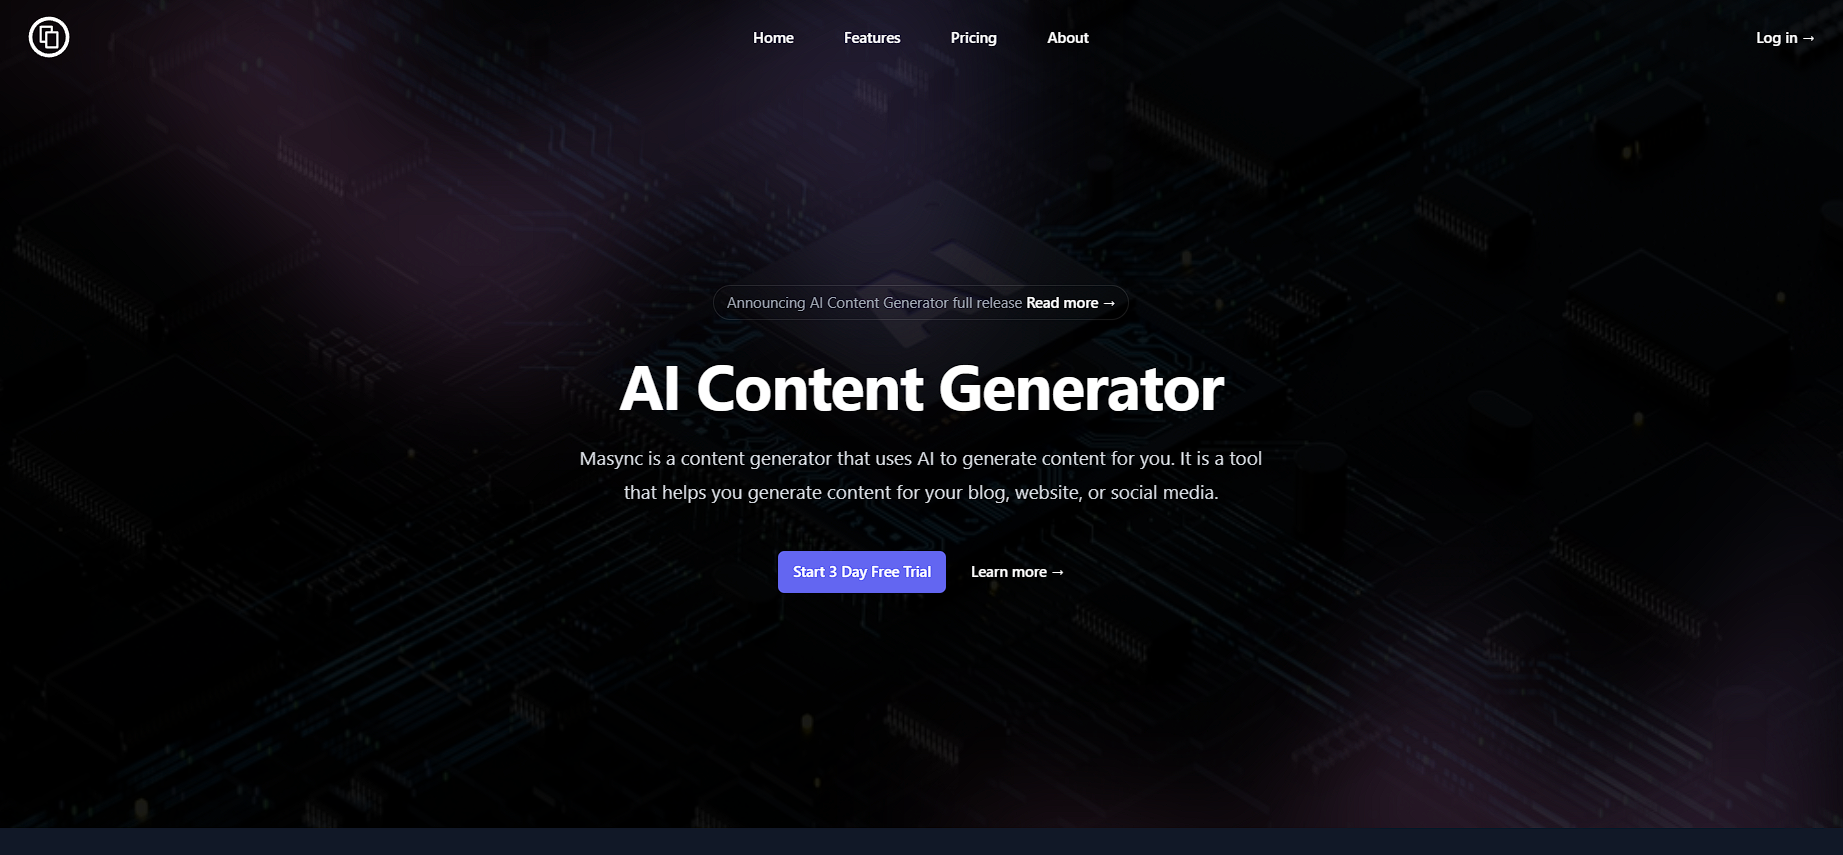 Home Features Pricing About Log in →
AI
Announcing AI Content Generator full release Read more →
AI Content Generator
Masync is a content generator that uses AI to generate content for you. It is a tool
that helps you generate content for your blog, website, or social media.
Start 3 Day Free Trial Learn more →